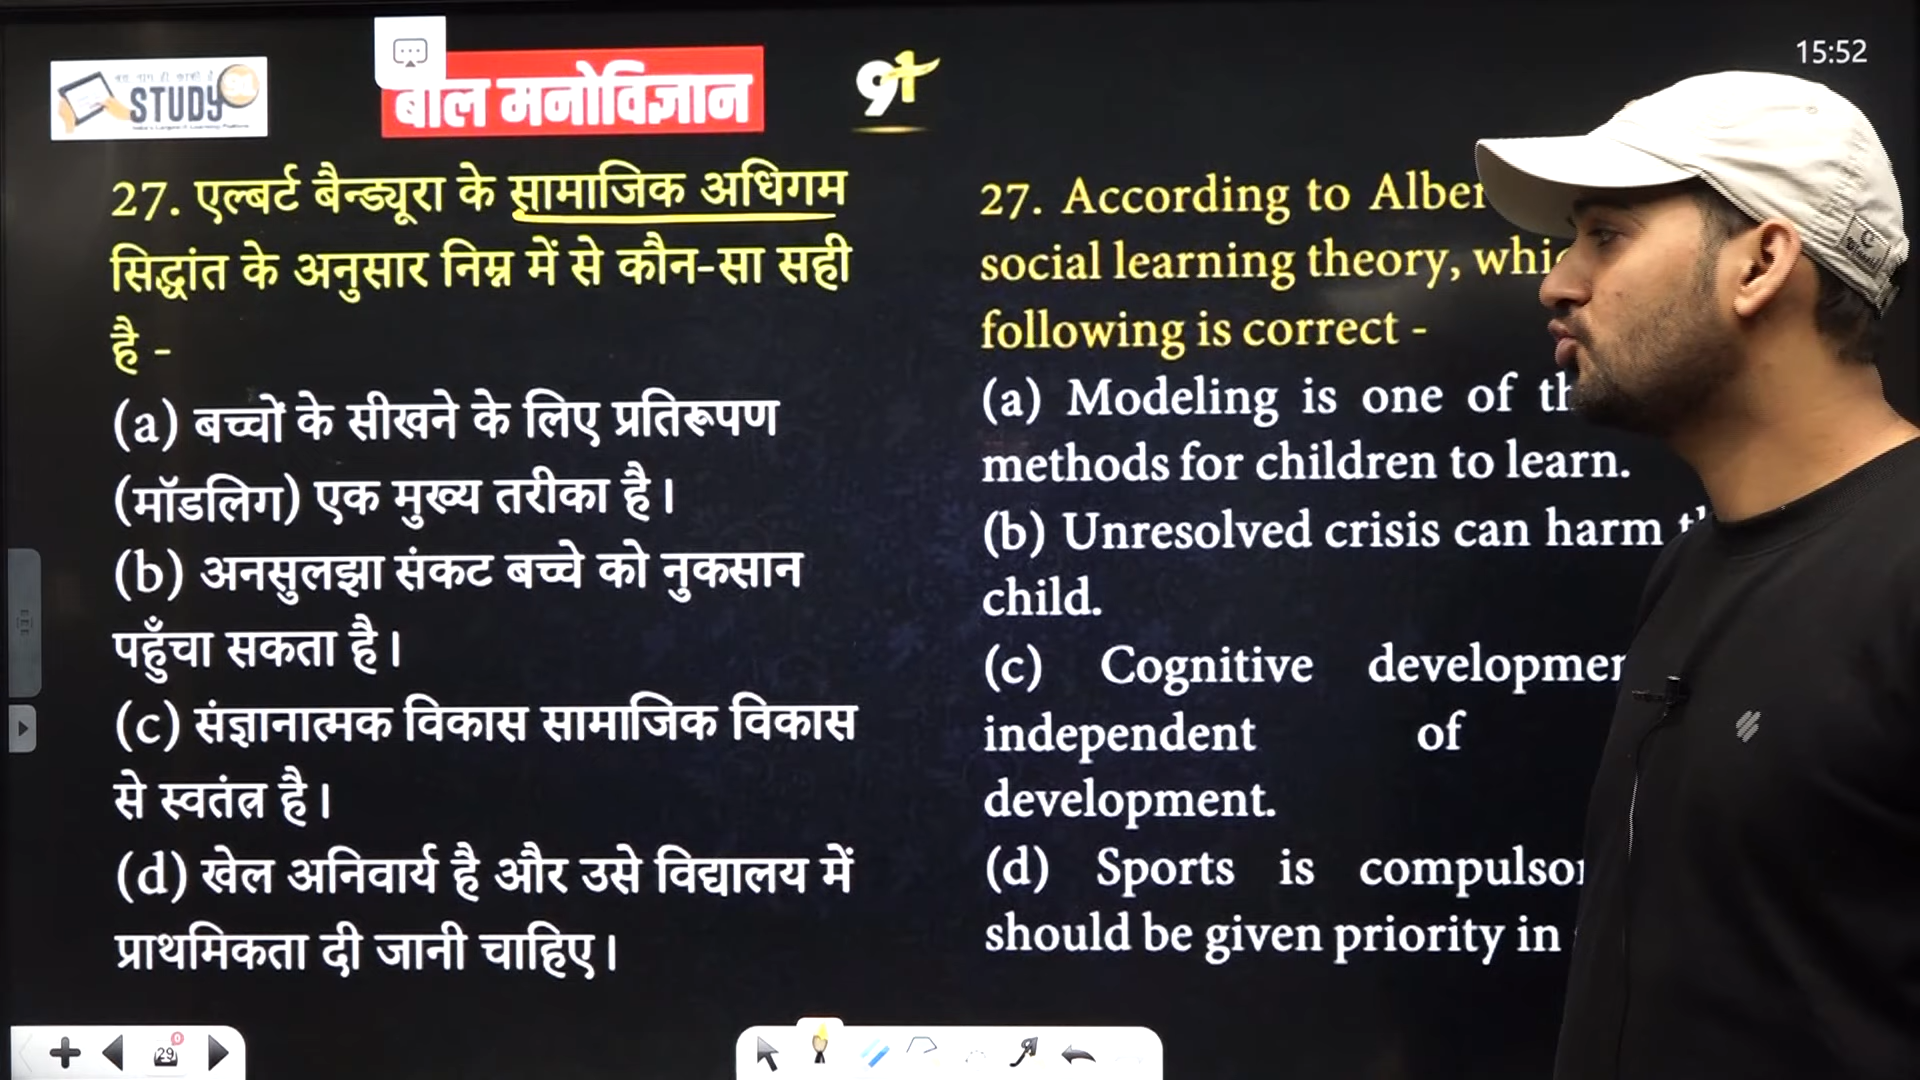 STUDY
बाल मनोविज्ञान
15:52
27. एल्बर्ट बैन्ड्यूरा के सामाजिक अधिगम
सिद्धांत के अनुसार निम्न में से कौन-सा सही
है -
(a) बच्चों के सीखने के लिए प्रतिरूपण
(मॉडलिग) एक मुख्य तरीका है।
(b) अनसुलझा संकट बच्चे को नुकसान
पहुँचा सकता है।
(c) संज्ञानात्मक विकास सामाजिक विकास
से स्वतंत्र है।
(d) खेल अनिवार्य है और उसे विद्यालय में
प्राथमिकता दी जानी चाहिए।
27. According to Alber
social learning theory, whic
following is correct -
(a) Modeling is one of th
methods for children to learn.
(b) Unresolved crisis can harm t
child.
(c) Cognitive developmen
independent of
development.
(d) Sports is compulsor
should be given priority in
29